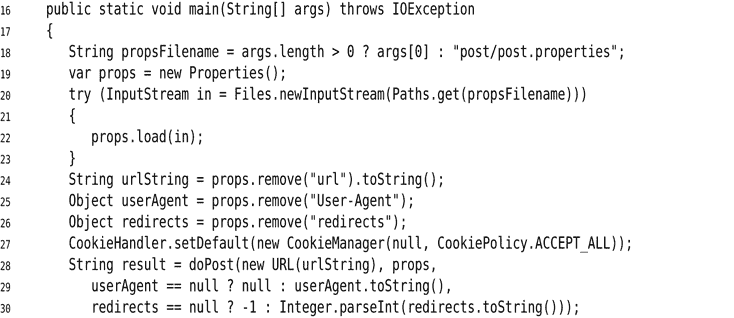 16 public static void main(String[] args) throws IOException
17 {
18 String propsFilename = args.length > 0 ? args[0] : "post/post.properties";
19 var props = new Properties();
20 try (InputStream in = Files.newInputStream(Paths.get(propsFilename)))
21 {
22 props.load(in);
23 }
24 String urlString = props.remove("url").toString();
25 Object userAgent = props.remove("User-Agent");
26 Object redirects = props.remove("redirects");
27 CookieHandler.setDefault(new CookieManager(null, CookiePolicy.ACCEPT_ALL));
28 String result = doPost(new URL(urlString), props,
29 userAgent == null ? null : userAgent.toString(),
30 redirects == null ? -1 : Integer.parseInt(redirects.toString()));